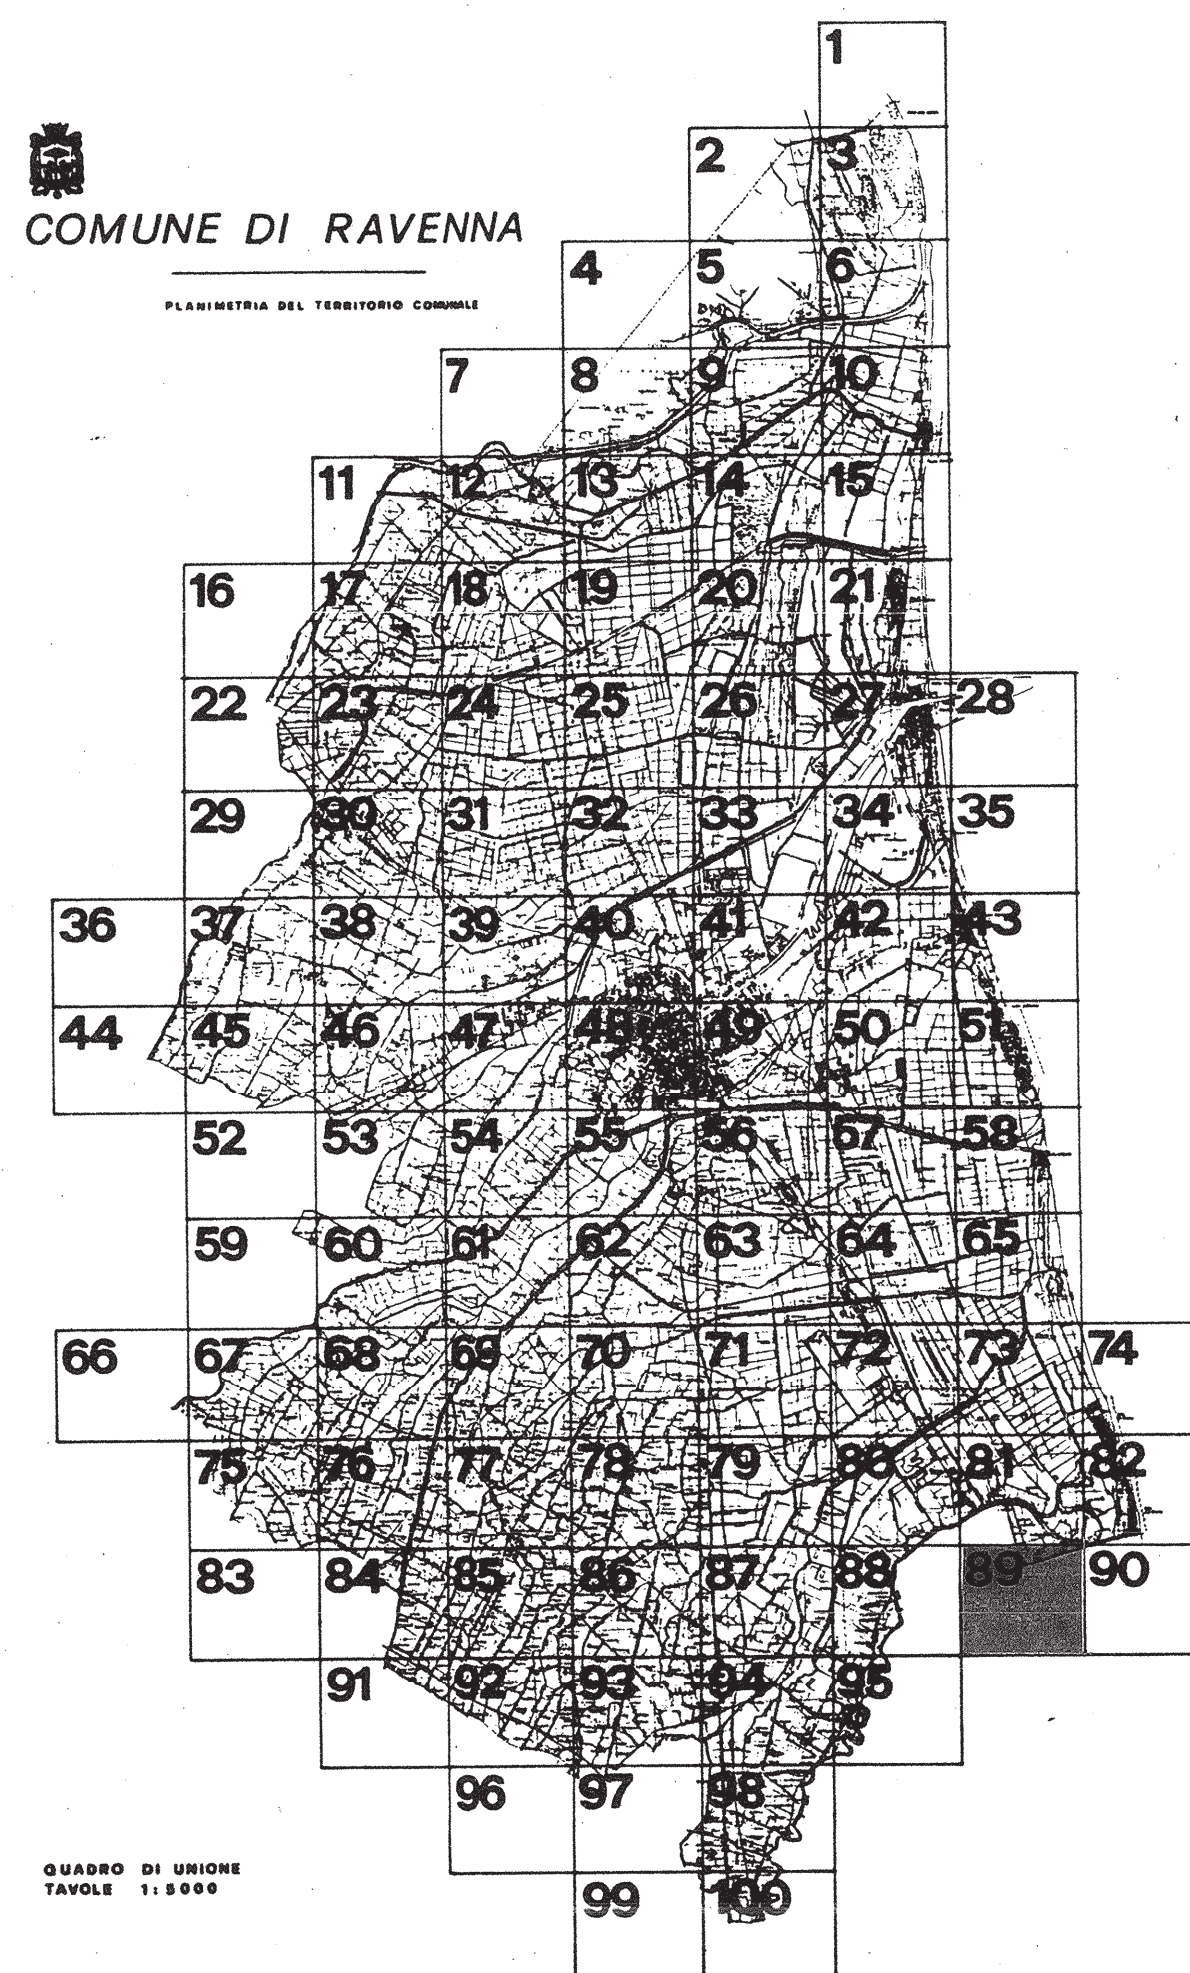 1
2 3
COMUNE DI RAVENNA
4 5 6
PLANIMETRIA DEL TERRITORIO COMUNALE
7 8 9 10
11 12 13 14 15
16 17 18 19 20 21
22 23 24 25 26 27 28
29 30 31 32 33 34 35
36 37 38 39 40 41 42 43
44 45 46 47 48 49 50 51
52 53 54 55 56 57 58
59 60 61 62 63 64 65
66 67 68 69 70 71 72 73 74
75 76 77 78 79 80 81 82
83 84 85 86 87 88 89 90
91 92 93 94 95
96 97 98
QUADRO DI UNIONE
TAVOLE 1:5000
99 100